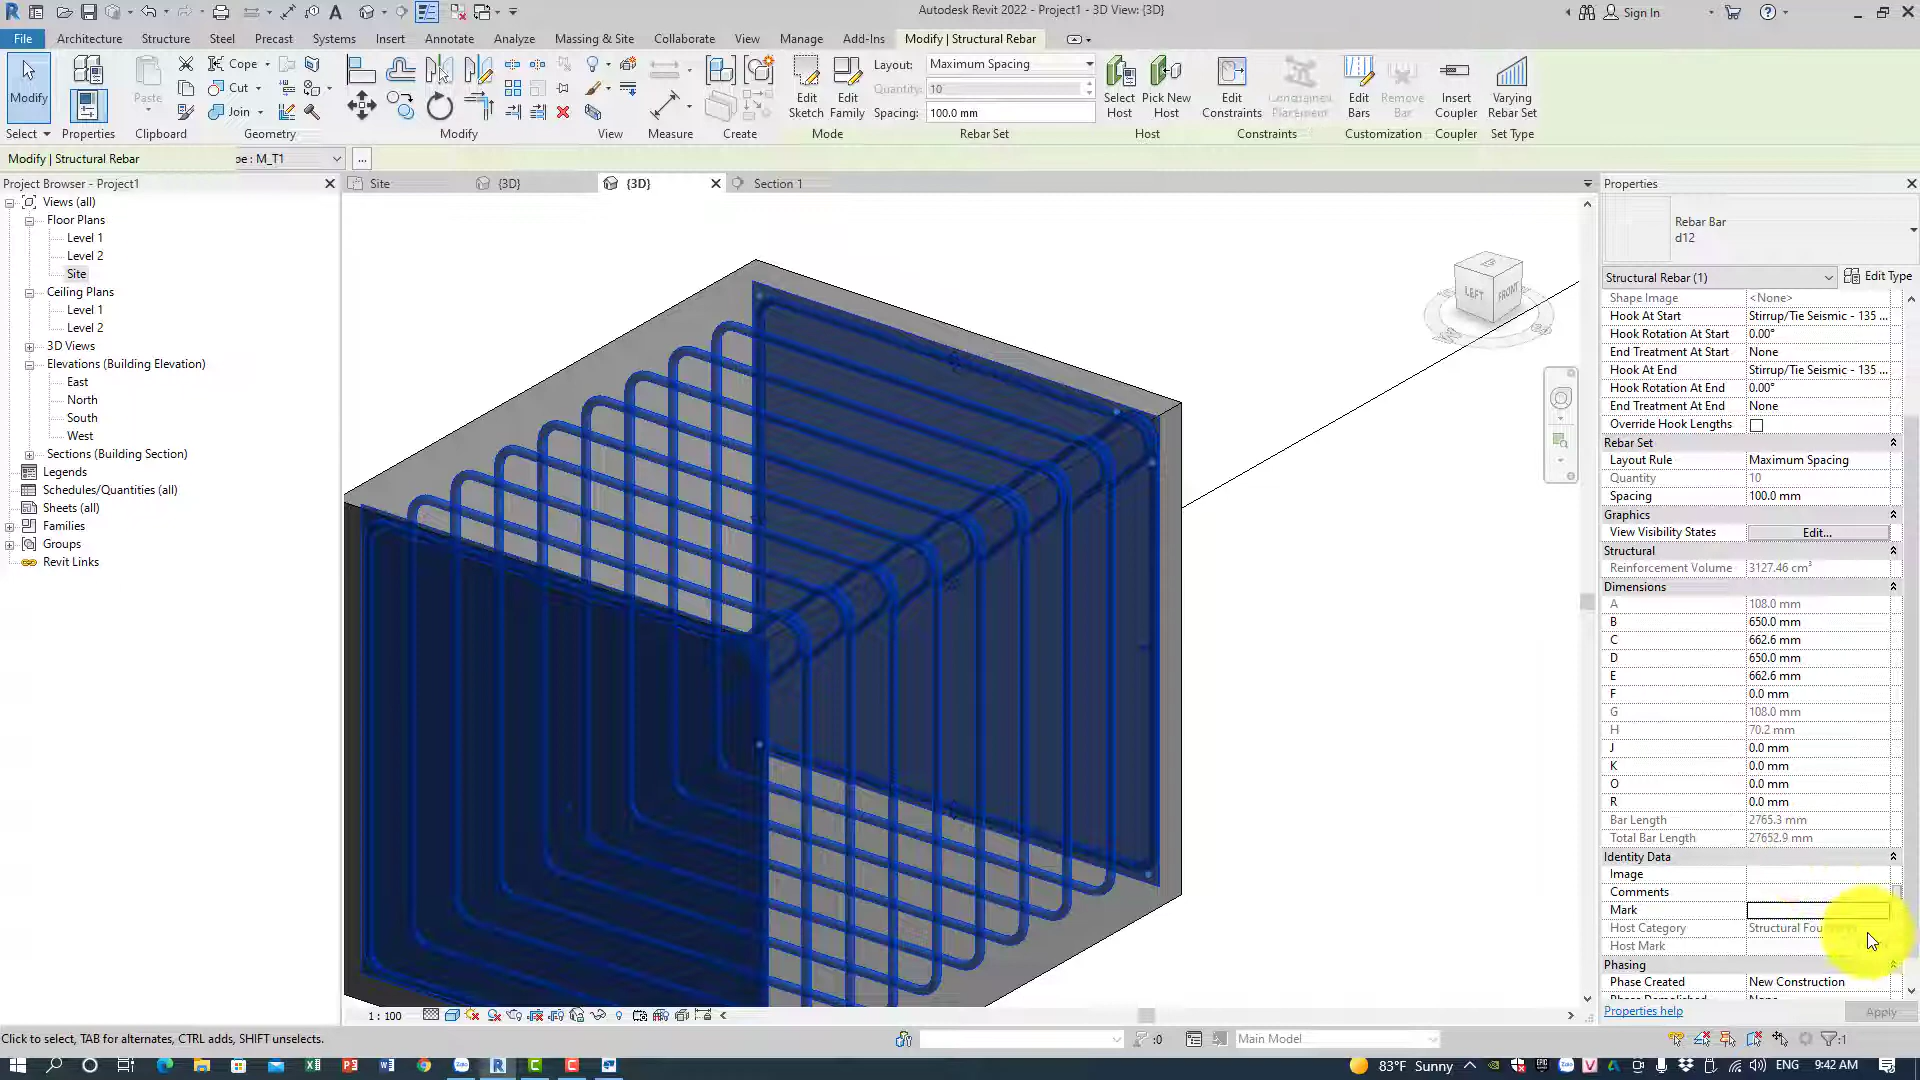 Autodesk Revit 2022 - Project1 - 3D View: {3D}
Sign In
File Architecture Structure Steel Precast Systems Insert Annotate Analyze Massing & Site Collaborate View Manage Add-Ins Modify | Structural Rebar
Modify
Paste
Cope
Cut
Join
Edit Sketch
Edit Family
Layout: Maximum Spacing
Quantity: 10
Spacing: 100.0 mm
Select Host
Pick New Host
Edit Constraints
Constrained Placement
Edit Bars
Remove Bar
Insert Coupler
Varying Rebar Set
Select Properties Clipboard Geometry Modify View Measure Create Mode Rebar Set Host Constraints Customization Coupler Set Type
Modify | Structural Rebar
pe : M_T1
Project Browser - Project1
Views (all)
Floor Plans
Level 1
Level 2
Site
Ceiling Plans
Level 1
Level 2
3D Views
Elevations (Building Elevation)
East
North
South
West
Sections (Building Section)
Legends
Schedules/Quantities (all)
Sheets (all)
Families
Groups
Revit Links
Site {3D} {3D} Section 1
LEFT FRONT
Properties
Rebar Bar
d12
Structural Rebar (1) Edit Type
Shape Image <None>
Hook At Start Stirrup/Tie Seismic - 135 ...
Hook Rotation At Start 0.00°
End Treatment At Start None
Hook At End Stirrup/Tie Seismic - 135 ...
Hook Rotation At End 0.00°
End Treatment At End None
Override Hook Lengths
Rebar Set
Layout Rule Maximum Spacing
Quantity 10
Spacing 100.0 mm
Graphics
View Visibility States Edit...
Structural
Reinforcement Volume 3127.46 cm³
Dimensions
A 108.0 mm
B 650.0 mm
C 662.6 mm
D 650.0 mm
E 662.6 mm
F 0.0 mm
G 108.0 mm
H 70.2 mm
J 0.0 mm
K 0.0 mm
O 0.0 mm
R 0.0 mm
Bar Length 2765.3 mm
Total Bar Length 27652.9 mm
Identity Data
Image
Comments
Mark
Host Category Structural
Host Mark
Phasing
Phase Created New Construction
Properties help Apply
1 : 100
Click to select, TAB for alternates, CTRL adds, SHIFT unselects.
:0
Main Model
:1
83°F Sunny
ENG 9:42 AM